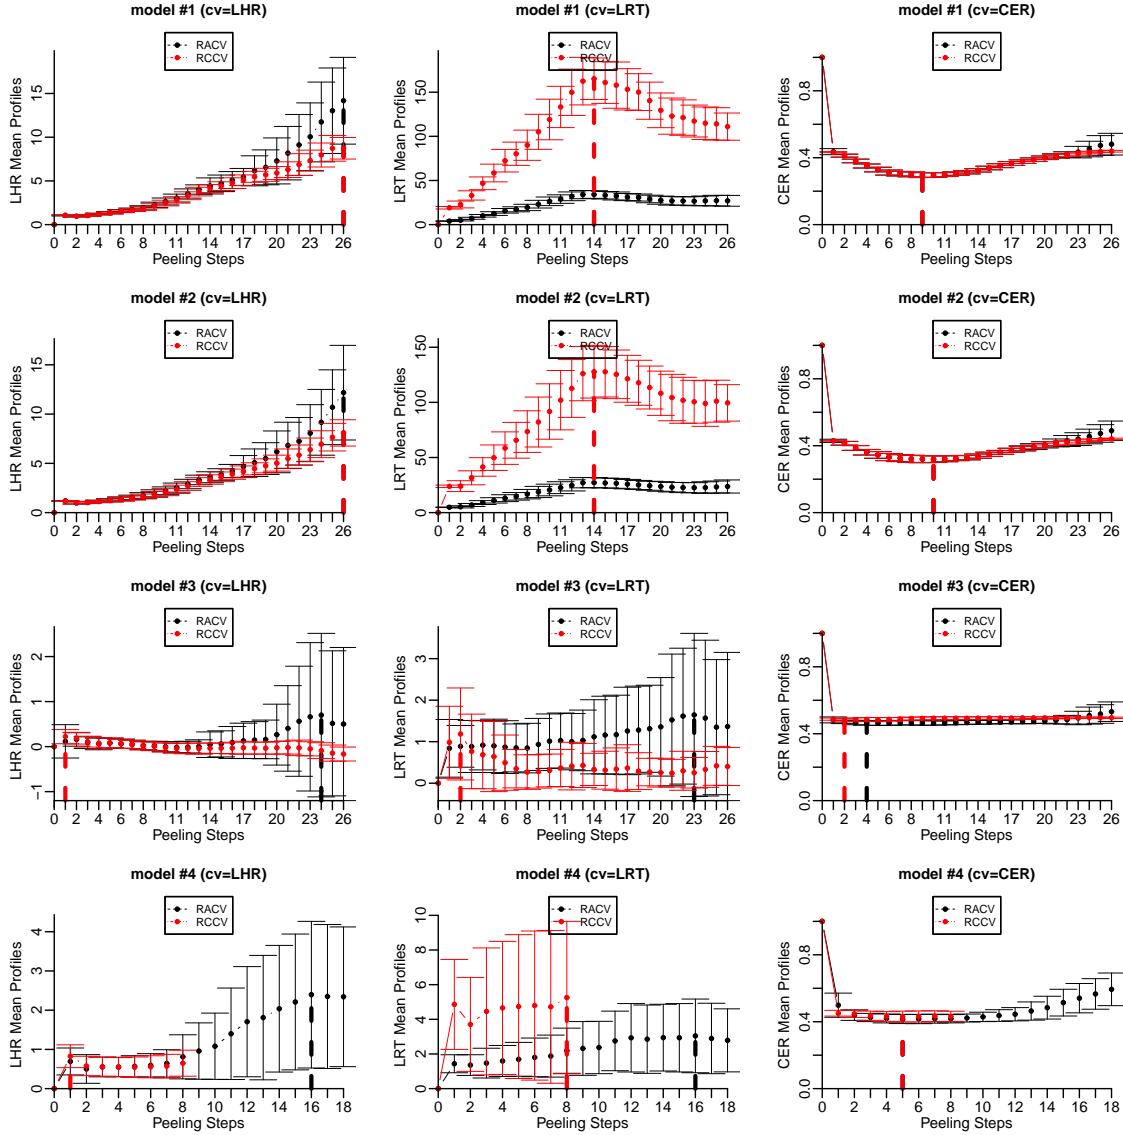 model #1 (cv=LHR)
RACV
RCCV
LHR Mean Profiles
0 5 10 15
0 2 4 6 8 11 14 17 20 23 26
Peeling Steps
model #1 (cv=LRT)
RACV
RCCV
LRT Mean Profiles
0 50 100 150
0 2 4 6 8 11 14 17 20 23 26
Peeling Steps
model #1 (cv=CER)
RACV
RCCV
CER Mean Profiles
0.0 0.4 0.8
0 2 4 6 8 11 14 17 20 23 26
Peeling Steps
model #2 (cv=LHR)
RACV
RCCV
LHR Mean Profiles
0 5 10 15
0 2 4 6 8 11 14 17 20 23 26
Peeling Steps
model #2 (cv=LRT)
RACV
RCCV
LRT Mean Profiles
0 50 100 150
0 2 4 6 8 11 14 17 20 23 26
Peeling Steps
model #2 (cv=CER)
RACV
RCCV
CER Mean Profiles
0.0 0.4 0.8
0 2 4 6 8 11 14 17 20 23 26
Peeling Steps
model #3 (cv=LHR)
RACV
RCCV
LHR Mean Profiles
−1 0 1 2
0 2 4 6 8 11 14 17 20 23 26
Peeling Steps
model #3 (cv=LRT)
RACV
RCCV
LRT Mean Profiles
0 1 2 3
0 2 4 6 8 11 14 17 20 23 26
Peeling Steps
model #3 (cv=CER)
RACV
RCCV
CER Mean Profiles
0.0 0.4 0.8
0 2 4 6 8 11 14 17 20 23 26
Peeling Steps
model #4 (cv=LHR)
RACV
RCCV
LHR Mean Profiles
0 1 2 3 4
0 2 4 6 8 10 12 14 16 18
Peeling Steps
model #4 (cv=LRT)
RACV
RCCV
LRT Mean Profiles
0 2 4 6 8 10
0 2 4 6 8 10 12 14 16 18
Peeling Steps
model #4 (cv=CER)
RACV
RCCV
CER Mean Profiles
0.0 0.4 0.8
0 2 4 6 8 10 12 14 16 18
Peeling Steps